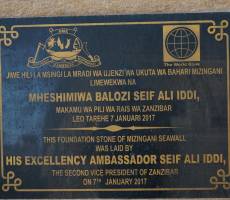 The World Bank
JIWE HILI LA MSINGI LA MRADI WA UJENZI WA UKUTA WA BAHARI MIZINGANI
LIMEWEKWA NA
MHESHIMIWA BALOZI SEIF ALI IDDI,
MAKAMU WA PILI WA RAIS WA ZANZIBAR
LEO TAREHE 7 JANUARI 2017
THIS FOUNDATION STONE OF MIZINGANI SEAWALL
WAS LAID BY
HIS EXCELLENCY AMBASSADOR SEIF ALI IDDI,
THE SECOND VICE PRESIDENT OF ZANZIBAR
ON 7TH JANUARY 2017